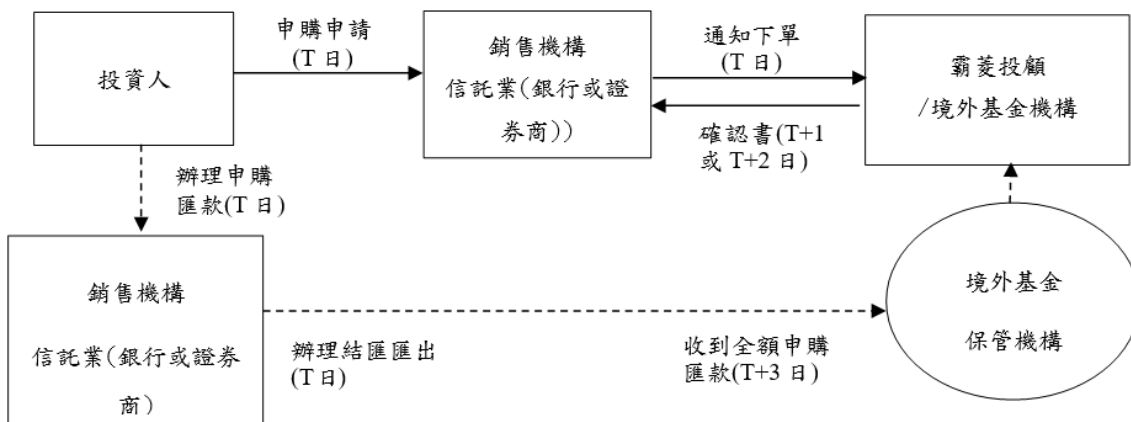 投資人
申購申請
(T 日)
銷售機構
信託業(銀行或證
券商))
通知下單
(T 日)
確認書(T+1
或 T+2 日)
霸菱投顧
/境外基金機構
辦理申購
匯款(T 日)
銷售機構
信託業(銀行或證券
商)
辦理結匯匯出
(T日)
收到全額申購
匯款(T+3 日)
境外基金
保管機構